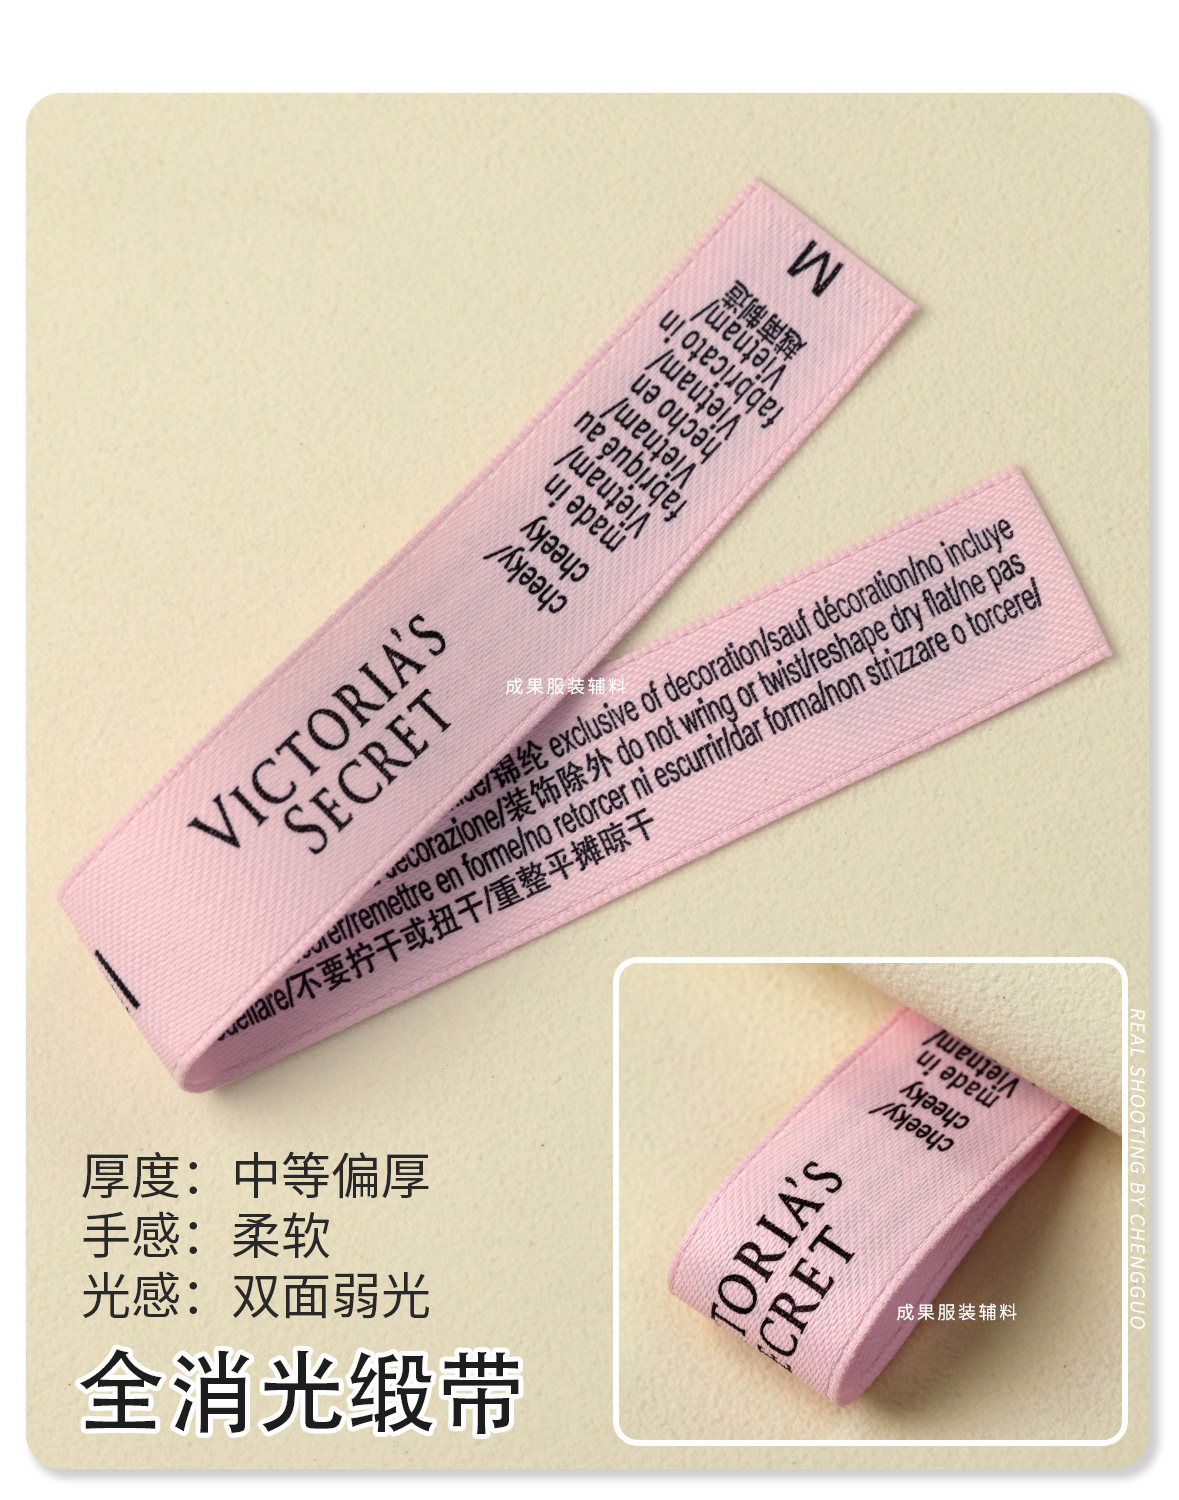 M
越南制造
Vietnam/
fabbricato in
Vietnam/
hecho en
Vietnam/
fabriqué au
Vietnam/
made in
cheeky
cheeky/
VICTORIA'S
SECRET
成果服装辅料
/锦纶 exclusive of decoration/sauf décoration/no incluye
decorazione/装饰除外 do not wring or twist/reshape dry flat/ne pas
/remettre en forme/no retorcer ni escurrir/dar forma/non strizzare o torcere/
/不要拧干或扭干/重整平摊晾干
Vietnam/
made in
cheeky
cheeky/
TORIA'S
CRET
成果服装辅料
REAL SHOOTING BY CHENGGUO
厚度：中等偏厚
手感：柔软
光感：双面弱光
全消光缎带